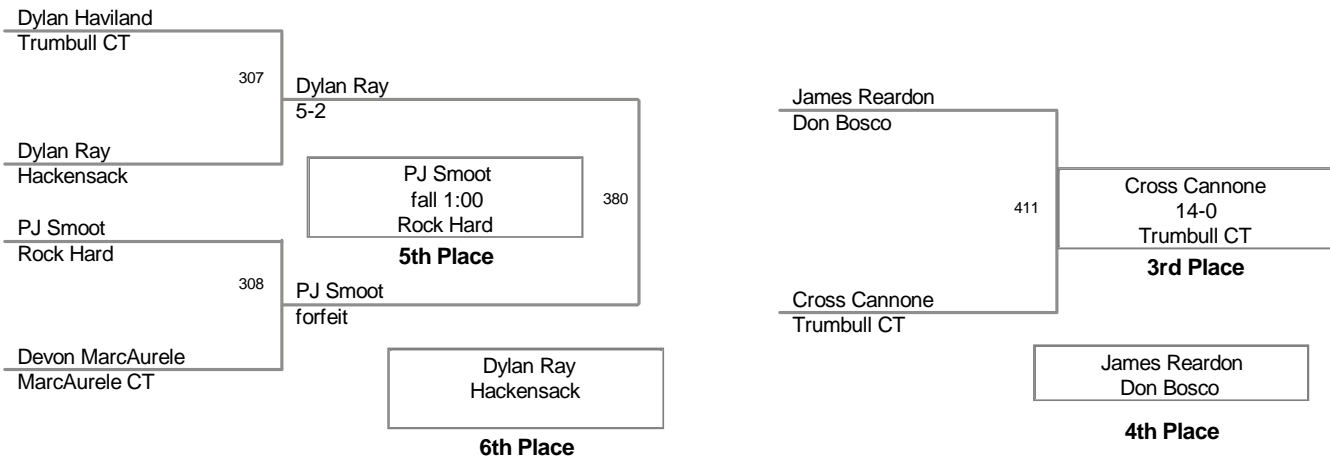 Dylan Haviland
Trumbull CT
307
Dylan Ray
5-2
Dylan Ray
Hackensack
PJ Smoot
fall 1:00
Rock Hard
5th Place
380
PJ Smoot
Rock Hard
308
PJ Smoot
forfeit
Devon MarcAurele
MarcAurele CT
Dylan Ray
Hackensack
6th Place
James Reardon
Don Bosco
411
Cross Cannone
14-0
Trumbull CT
3rd Place
Cross Cannone
Trumbull CT
James Reardon
Don Bosco
4th Place